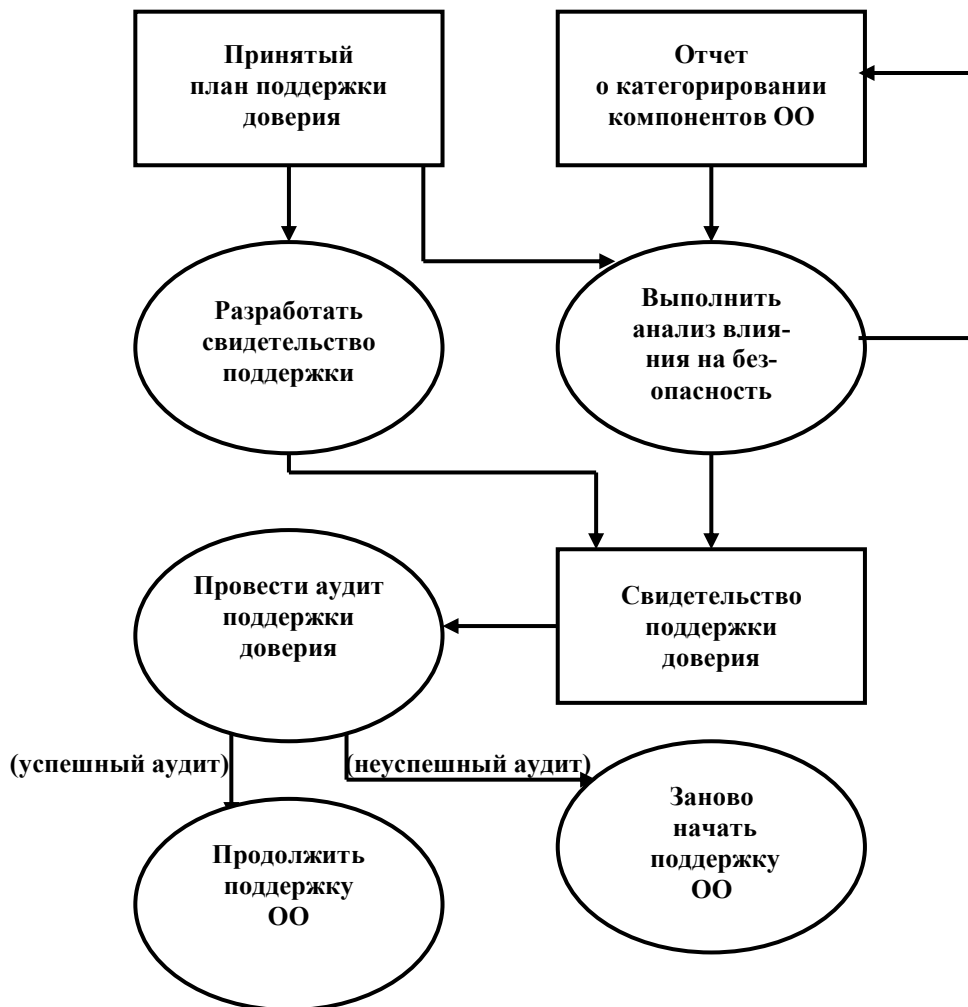 Принятый
план поддержки
доверия
Отчет
о категорировании
компонентов ОО
Разработать
свидетельство
поддержки
Выполнить
анализ влия-
ния на без-
опасность
Провести аудит
поддержки
доверия
Свидетельство
поддержки
доверия
(успешный аудит)
(неуспешный аудит)
Заново
начать
поддержку
ОО
Продолжить
поддержку
ОО